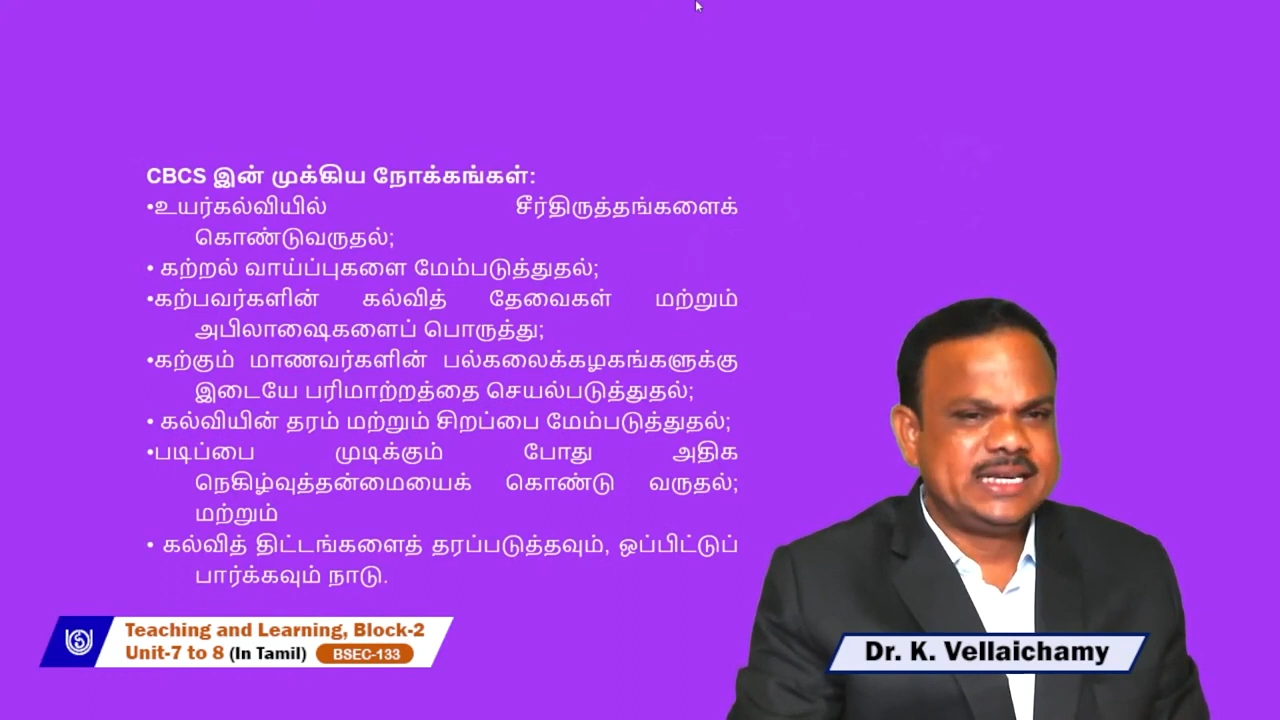 CBCS இன் முக்கிய நோக்கங்கள்:
•உயர்கல்வியில் சீர்திருத்தங்களைக்
கொண்டுவருதல்;
• கற்றல் வாய்ப்புகளை மேம்படுத்துதல்;
•கற்பவர்களின் கல்வித் தேவைகள் மற்றும்
அபிலாஷைகளைப் பொருத்து;
•கற்கும் மாணவர்களின் பல்கலைக்கழகங்களுக்கு
இடையே பரிமாற்றத்தை செயல்படுத்துதல்;
• கல்வியின் தரம் மற்றும் சிறப்பை மேம்படுத்துதல்;
•படிப்பை முடிக்கும் போது அதிக
நெகிழ்வுத்தன்மையைக் கொண்டு வருதல்;
மற்றும்
• கல்வித் திட்டங்களைத் தரப்படுத்தவும், ஒப்பிட்டுப்
பார்க்கவும் நாடு.
Teaching and Learning, Block-2
Unit-7 to 8 (In Tamil) BSEC-133
Dr. K. Vellaichamy